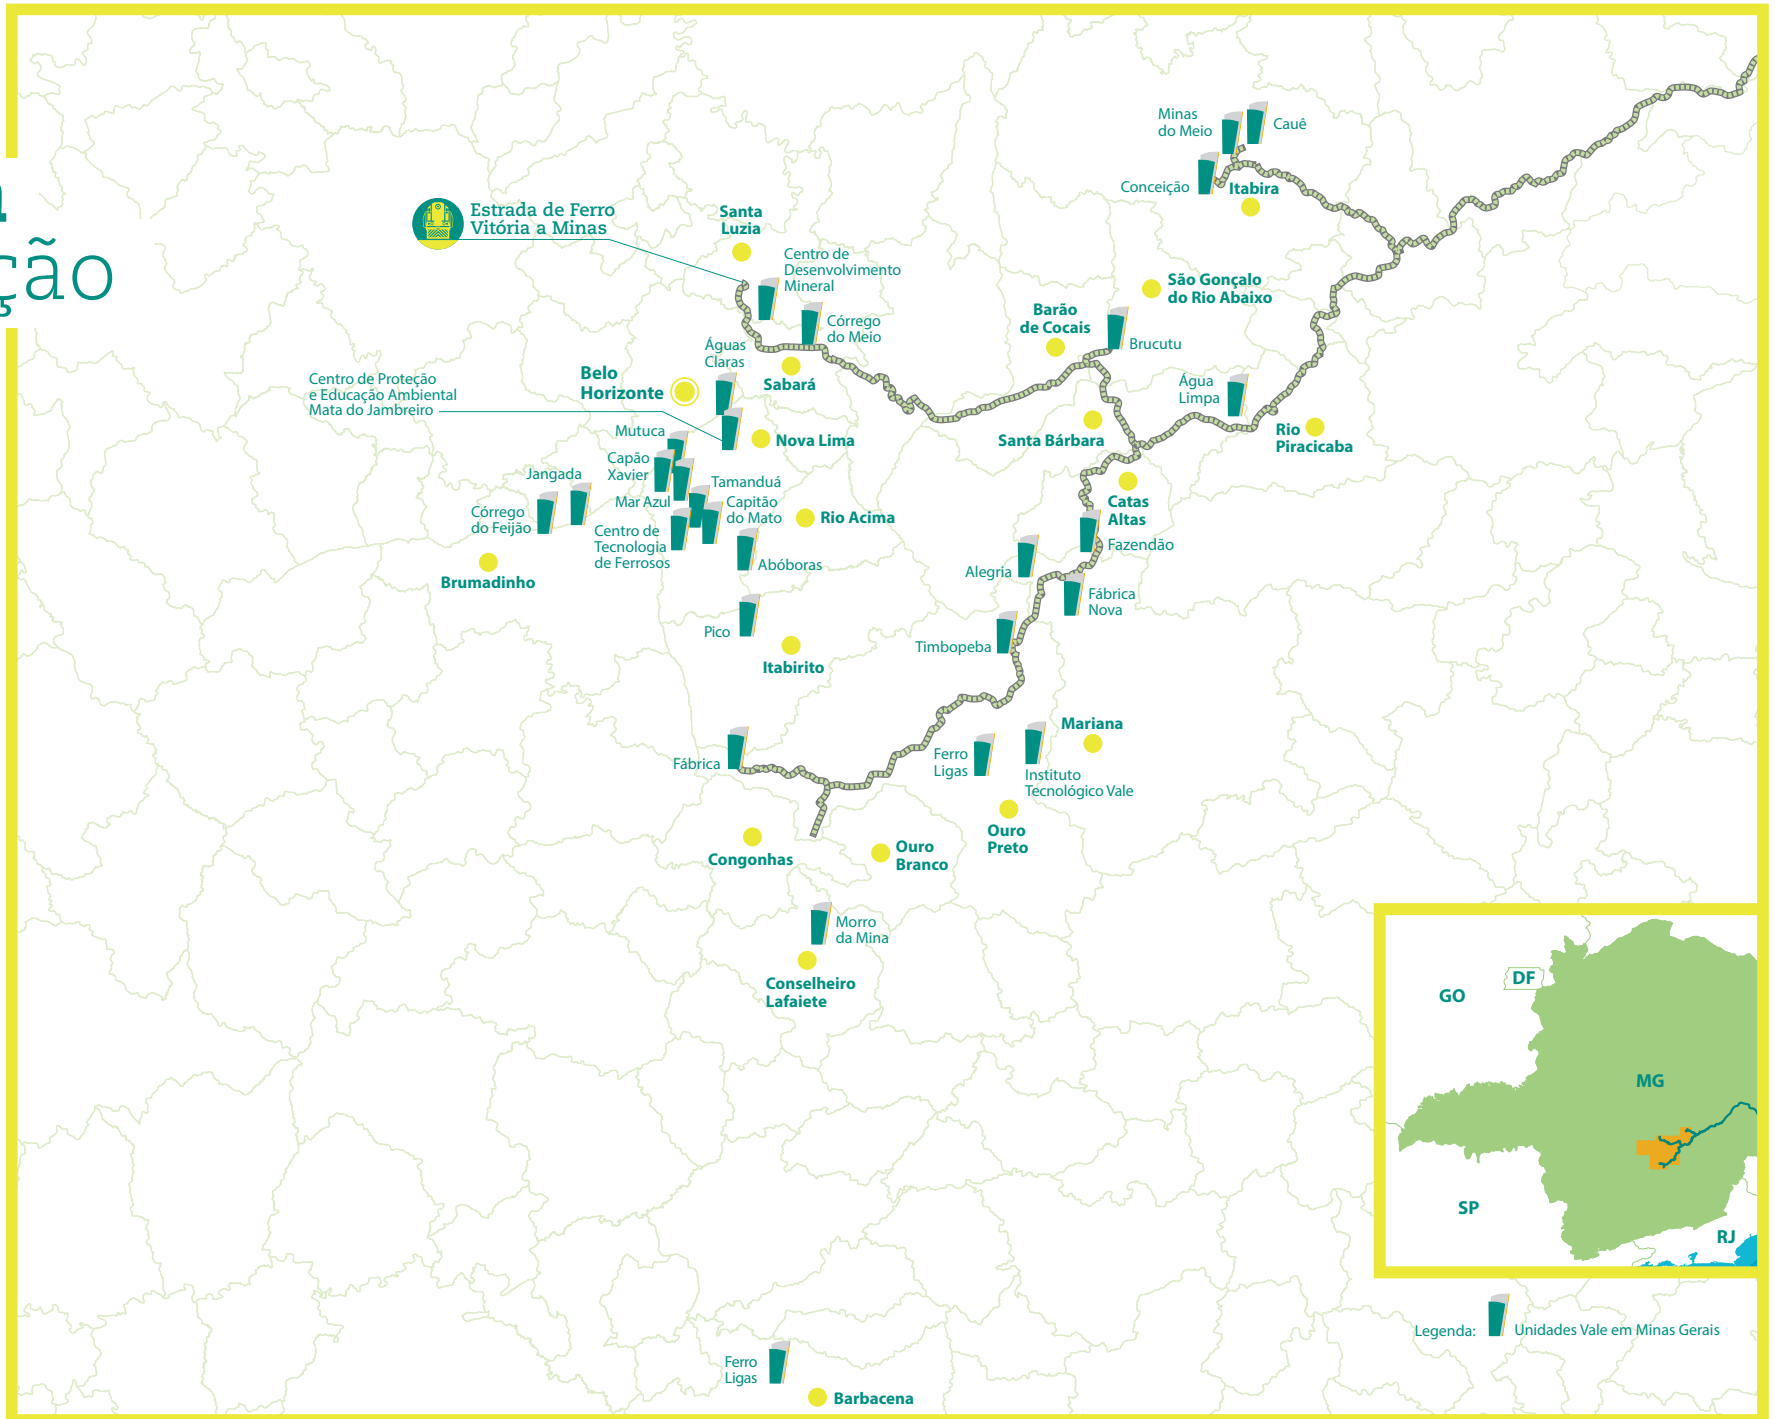 ção
Minas
do Meio
Cauê
Conceição
Itabira
Estrada de Ferro
Vitória a Minas
Santa
Luzia
Centro de
Desenvolvimento
Mineral
São Gonçalo
do Rio Abaixo
Barão
de Cocais
Córrego
do Meio
Brucutu
Águas
Claras
Sabará
Belo
Horizonte
Centro de Proteção
e Educação Ambiental
Mata do Jambreiro
Água
Limpa
Nova Lima
Santa Bárbara
Rio
Piracicaba
Mutuca
Capão
Xavier
Jangada
Tamanduá
Mar Azul
Capitão
do Mato
Córrego
do Feijão
Rio Acima
Catas
Altas
Centro de
Tecnologia
de Ferrosos
Fazendão
Abóboras
Alegria
Brumadinho
Fábrica
Nova
Pico
Timbopeba
Itabirito
Mariana
Fábrica
Ferro
Ligas
Instituto
Tecnológico Vale
Ouro
Preto
Congonhas
Ouro
Branco
Morro
da Mina
Conselheiro
Lafaiete
DF
GO
MG
SP
RJ
Legenda:
Unidades Vale em Minas Gerais
Ferro
Ligas
Barbacena